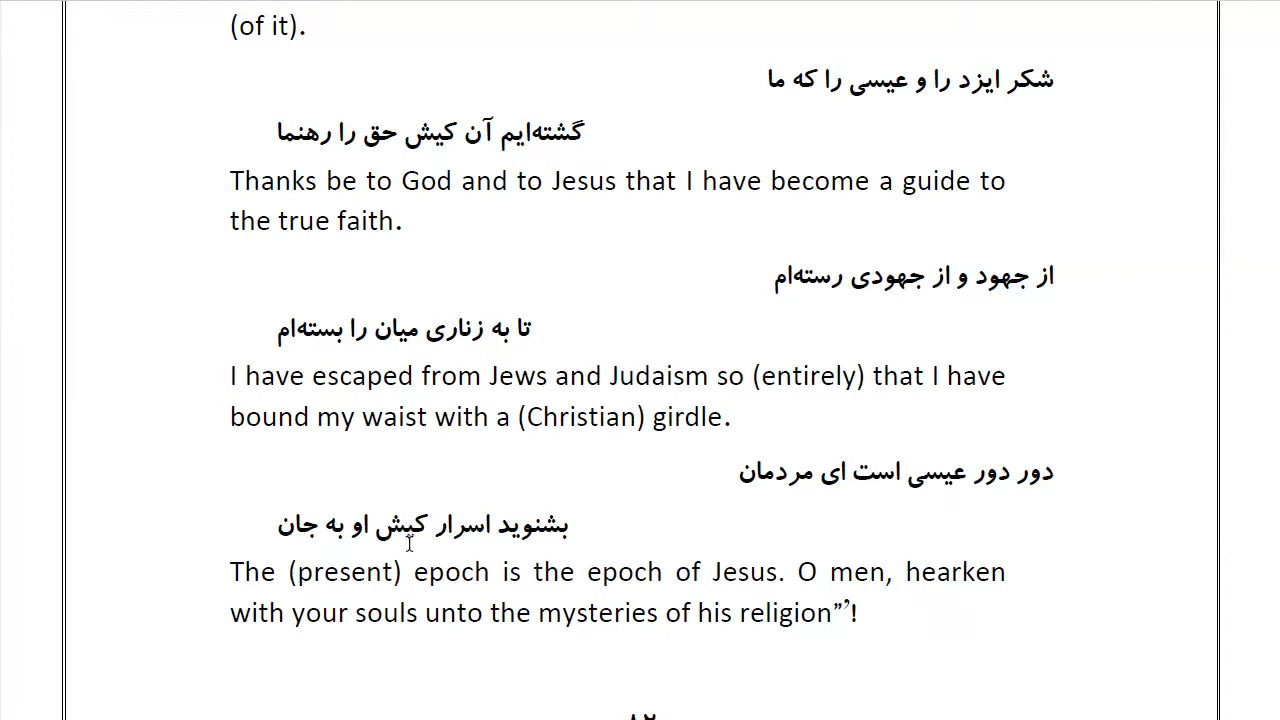 (of it).
شکر ایزد را و عیسی را که ما
گشته‌ایم آن کیش حق را رهنما
Thanks be to God and to Jesus that I have become a guide to
the true faith.
از جهود و از جهودی رسته‌ام
تا به زناری میان را بسته‌ام
I have escaped from Jews and Judaism so (entirely) that I have
bound my waist with a (Christian) girdle.
دور دور عیسی است ای مردمان
بشنوید اسرار کیش او به جان
The (present) epoch is the epoch of Jesus. O men, hearken
with your souls unto the mysteries of his religion”’!
۸۲